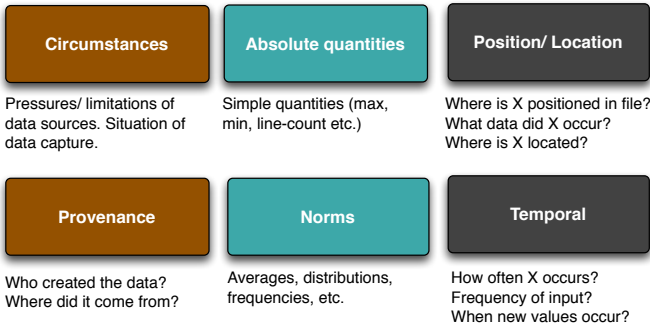 Circumstances
Absolute quantities
Position/ Location
Pressures/ limitations of
data sources. Situation of
data capture.
Simple quantities (max,
min, line-count etc.)
Where is X positioned in file?
What data did X occur?
Where is X located?
Provenance
Norms
Temporal
Who created the data?
Where did it come from?
Averages, distributions,
frequencies, etc.
How often X occurs?
Frequency of input?
When new values occur?